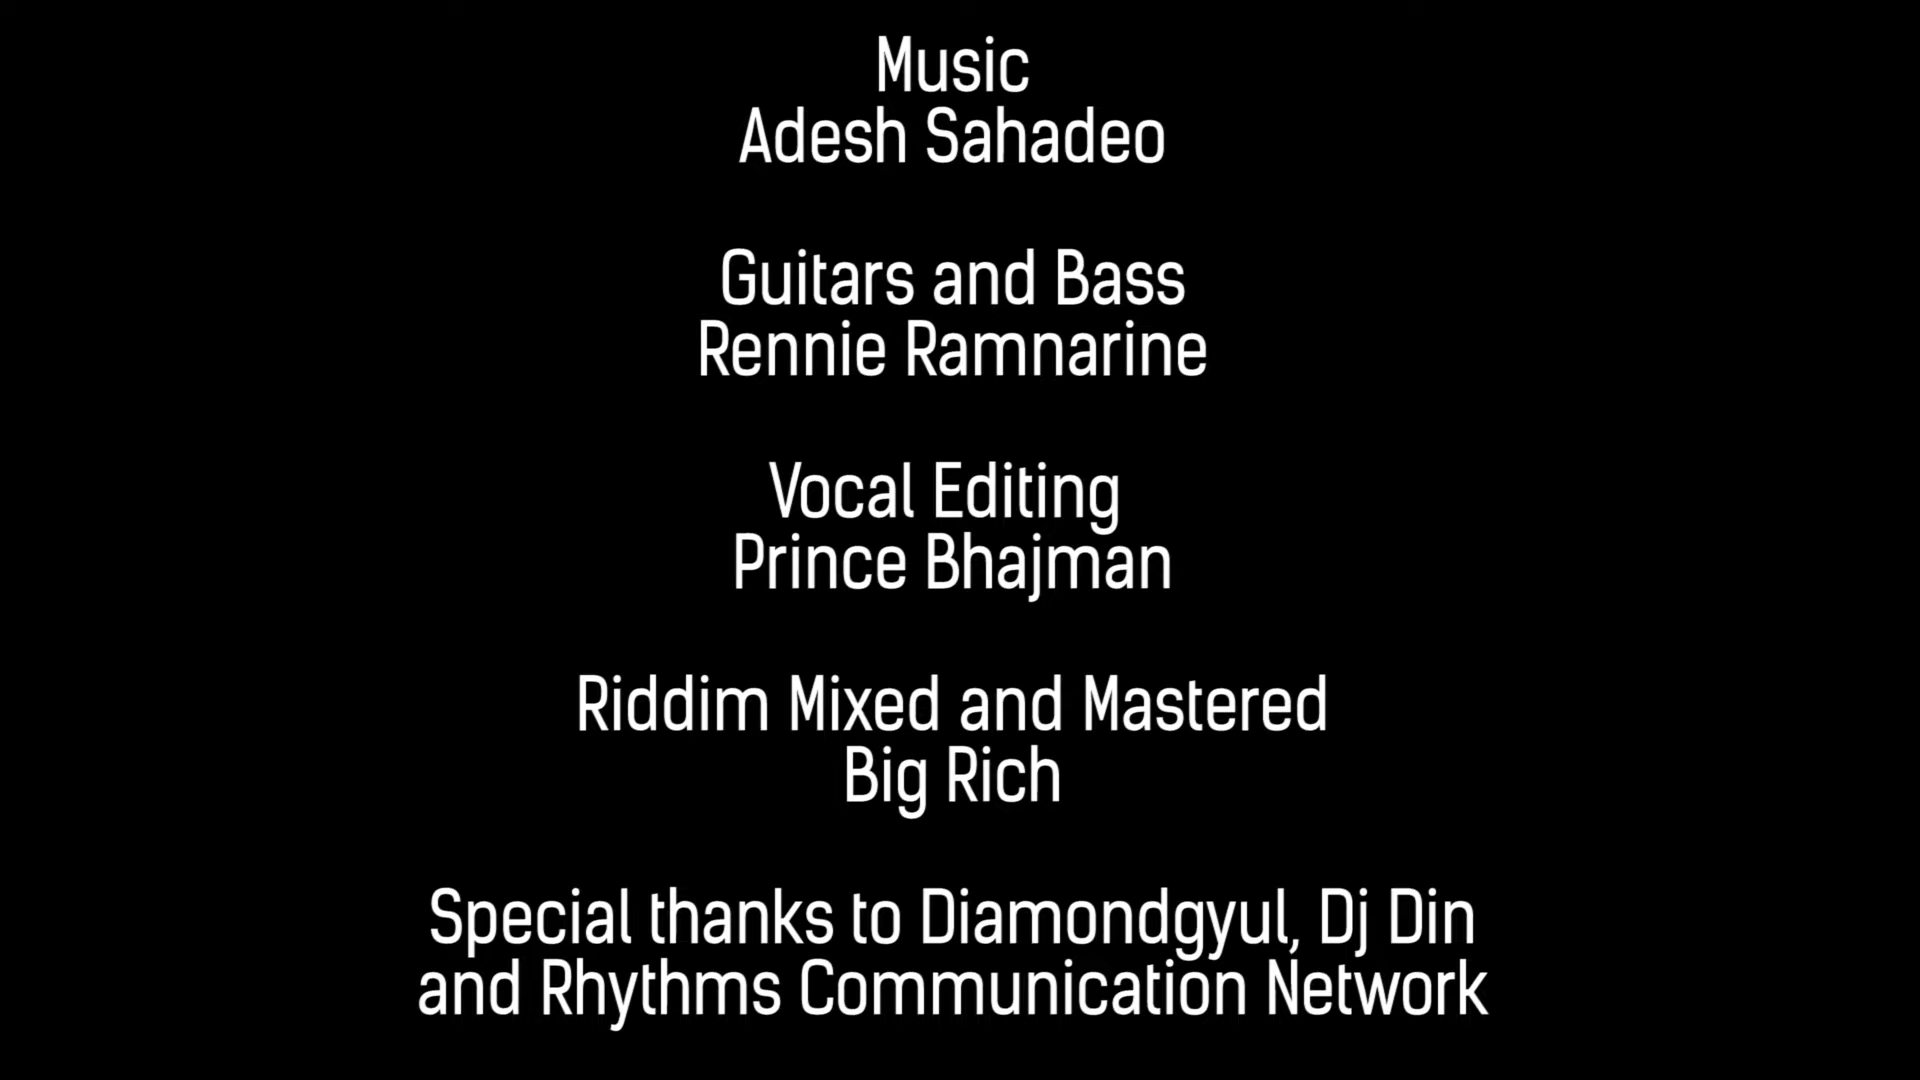 Music
Adesh Sahadeo
Guitars and Bass
Rennie Ramnarine
Vocal Editing
Prince Bhajman
Riddim Mixed and Mastered
Big Rich
Special thanks to Diamondgyul, Dj Din
and Rhythms Communication Network